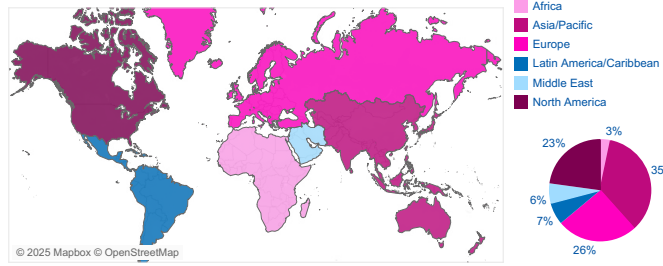 Africa
Asia/Pacific
Europe
Latin America/Caribbean
Middle East
North America
3%
23%
35
6%
7%
26%
© 2025 Mapbox © OpenStreetMap